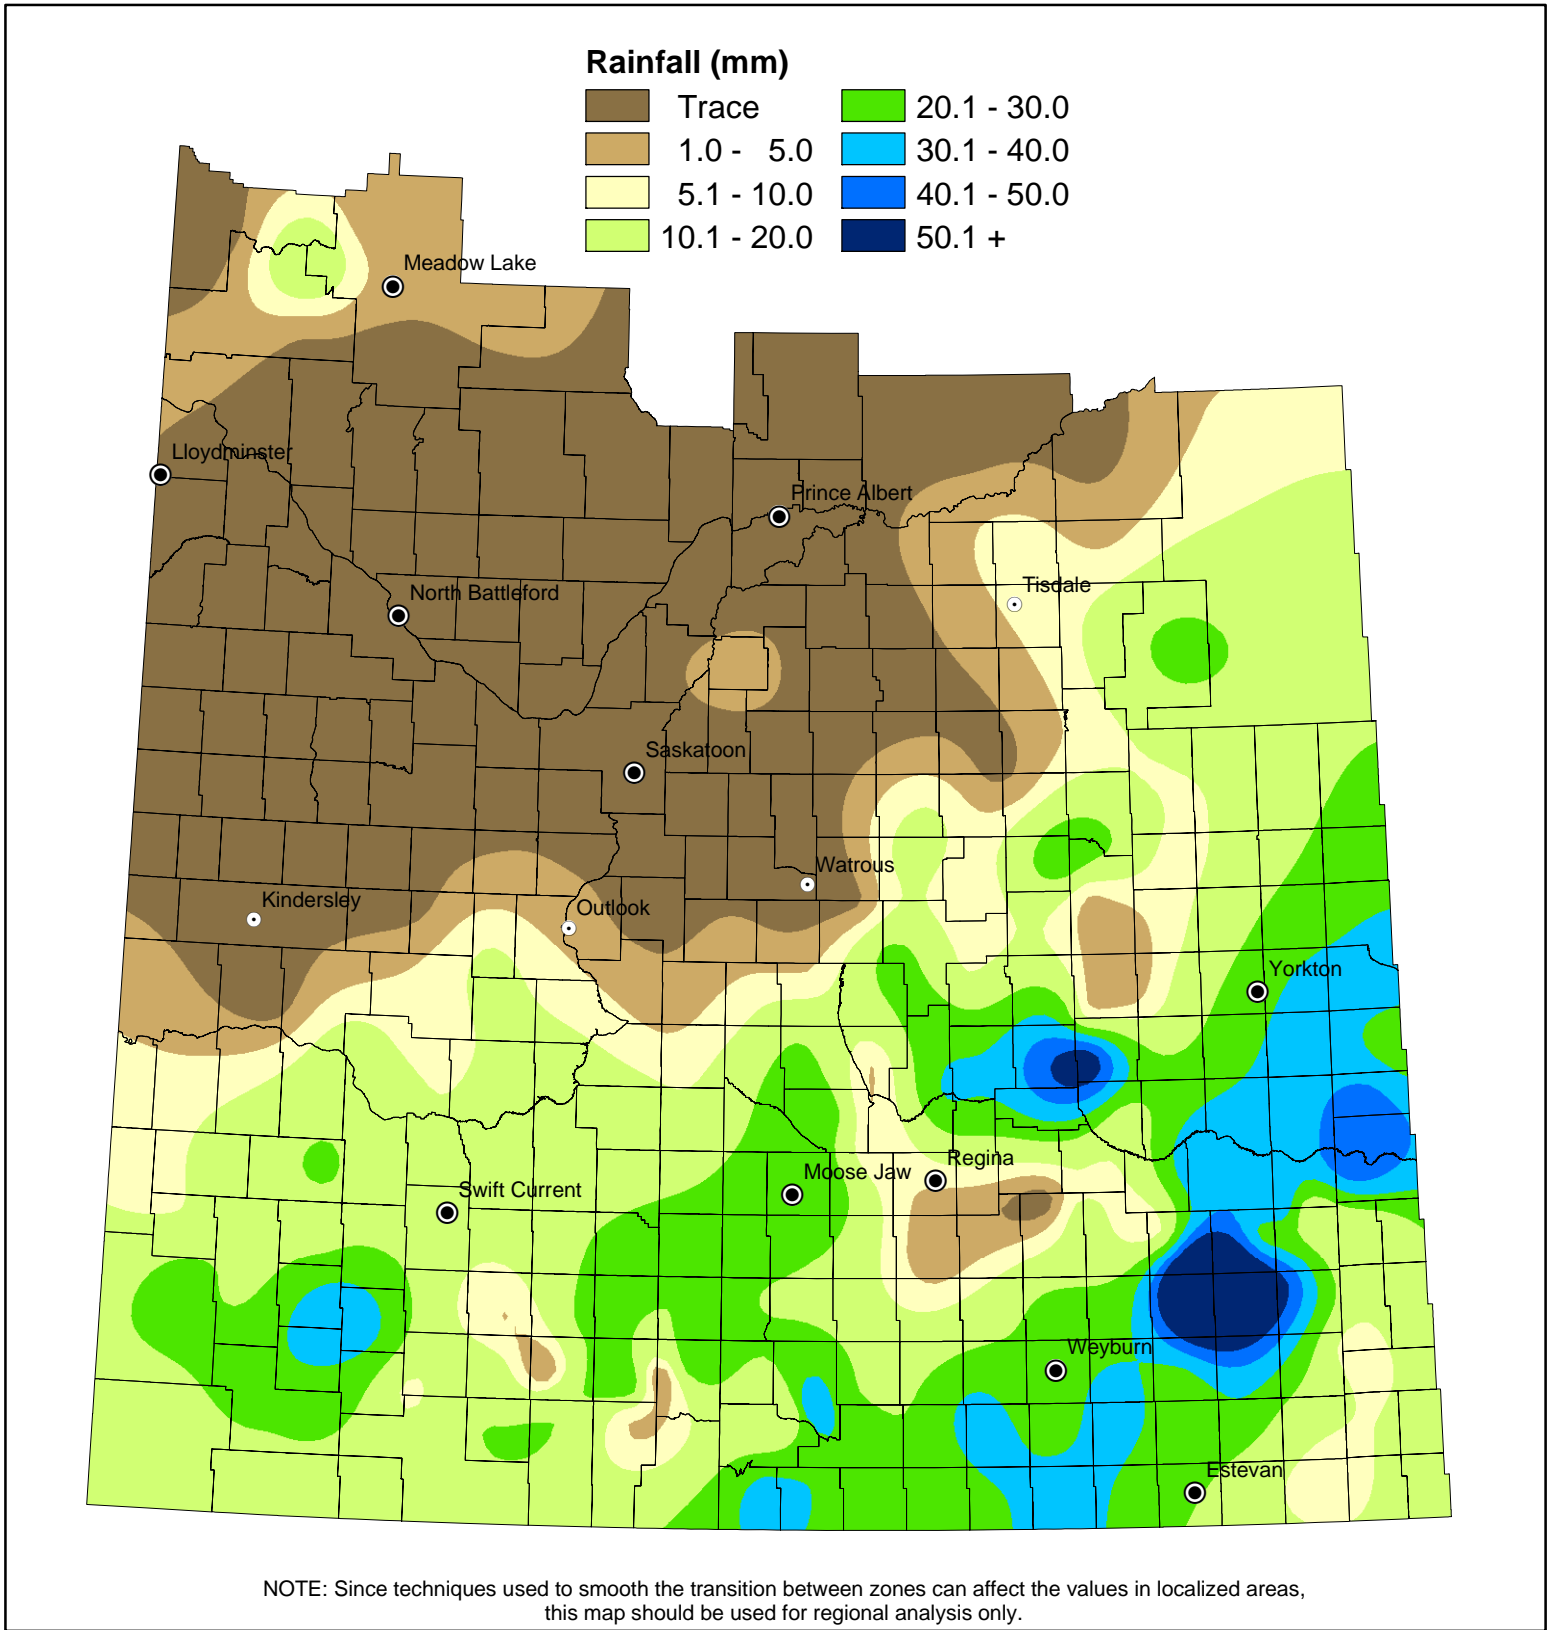 Rainfall (mm)
Trace
1.0 - 5.0
5.1 - 10.0
10.1 - 20.0
20.1 - 30.0
30.1 - 40.0
40.1 - 50.0
50.1 +
Meadow Lake
Lloydminster
Prince Albert
North Battleford
Tisdale
Saskatoon
Watrous
Kindersley
Outlook
Yorkton
Regina
Moose Jaw
Swift Current
Weyburn
Estevan
NOTE: Since techniques used to smooth the transition between zones can affect the values in localized areas,
this map should be used for regional analysis only.